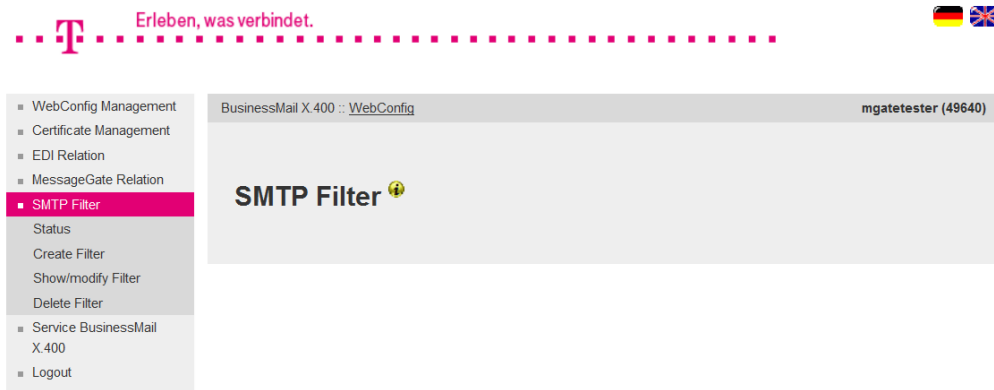 Erleben, was verbindet.
T
WebConfig Management
Certificate Management
EDI Relation
MessageGate Relation
SMTP Filter
Status
Create Filter
Show/modify Filter
Delete Filter
Service BusinessMail
X.400
Logout
BusinessMail X.400 :: WebConfig
mgatetester (49640)
SMTP Filter